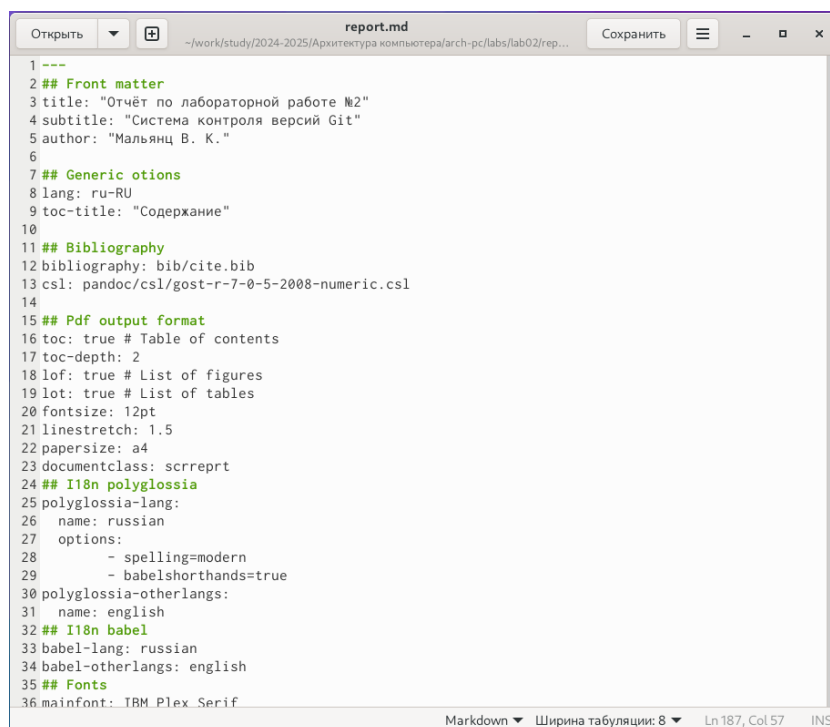 Открыть
report.md
~/work/study/2024-2025/Архитектура компьютера/arch-pc/labs/lab02/rep...
Сохранить
1 ---
2 ## Front matter
3 title: "Отчёт по лабораторной работе №2"
4 subtitle: "Система контроля версий Git"
5 author: "Мальянц В. К."
6
7 ## Generic otions
8 lang: ru-RU
9 toc-title: "Содержание"
10
11 ## Bibliography
12 bibliography: bib/cite.bib
13 csl: pandoc/csl/gost-r-7-0-5-2008-numeric.csl
14
15 ## Pdf output format
16 toc: true # Table of contents
17 toc-depth: 2
18 lof: true # List of figures
19 lot: true # List of tables
20 fontsize: 12pt
21 linestretch: 1.5
22 papersize: a4
23 documentclass: scrreprt
24 ## I18n polyglossia
25 polyglossia-lang:
26   name: russian
27   options:
28         - spelling=modern
29         - babelshorthands=true
30 polyglossia-otherlangs:
31   name: english
32 ## I18n babel
33 babel-lang: russian
34 babel-otherlangs: english
35 ## Fonts
36 mainfont: IBM Plex Serif
Markdown Ширина табуляции: 8 Ln 187, Col 57 INS